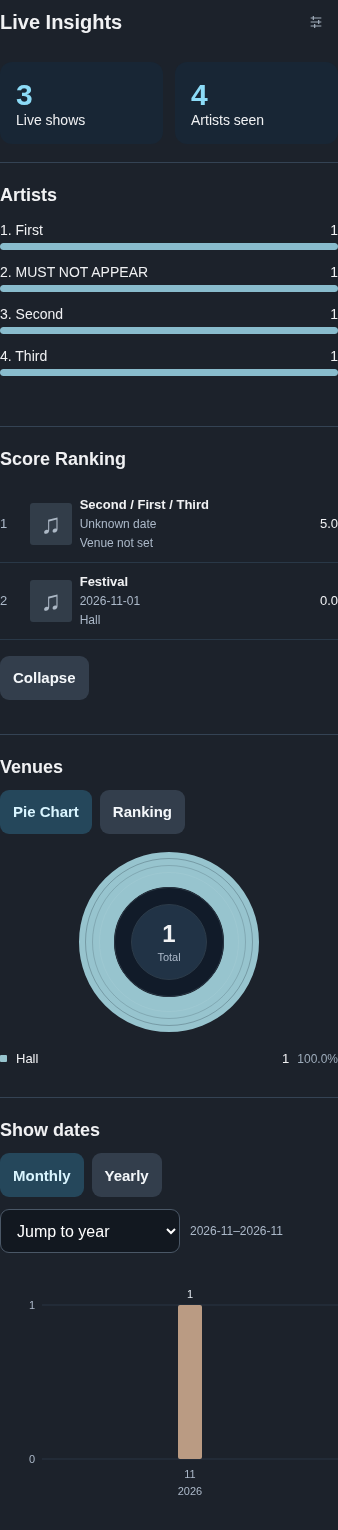 Live Insights
3
Live shows
4
Artists seen
Artists
1. First 1
2. MUST NOT APPEAR 1
3. Second 1
4. Third 1
Score Ranking
Second / First / Third
1 Unknown date 5.0
Venue not set
Festival
2 2026-11-01 0.0
Hall
Collapse
Venues
Pie Chart Ranking
1
Total
Hall 1 100.0%
Show dates
Monthly Yearly
Jump to year 2026-11–2026-11
1
1
0
11
2026